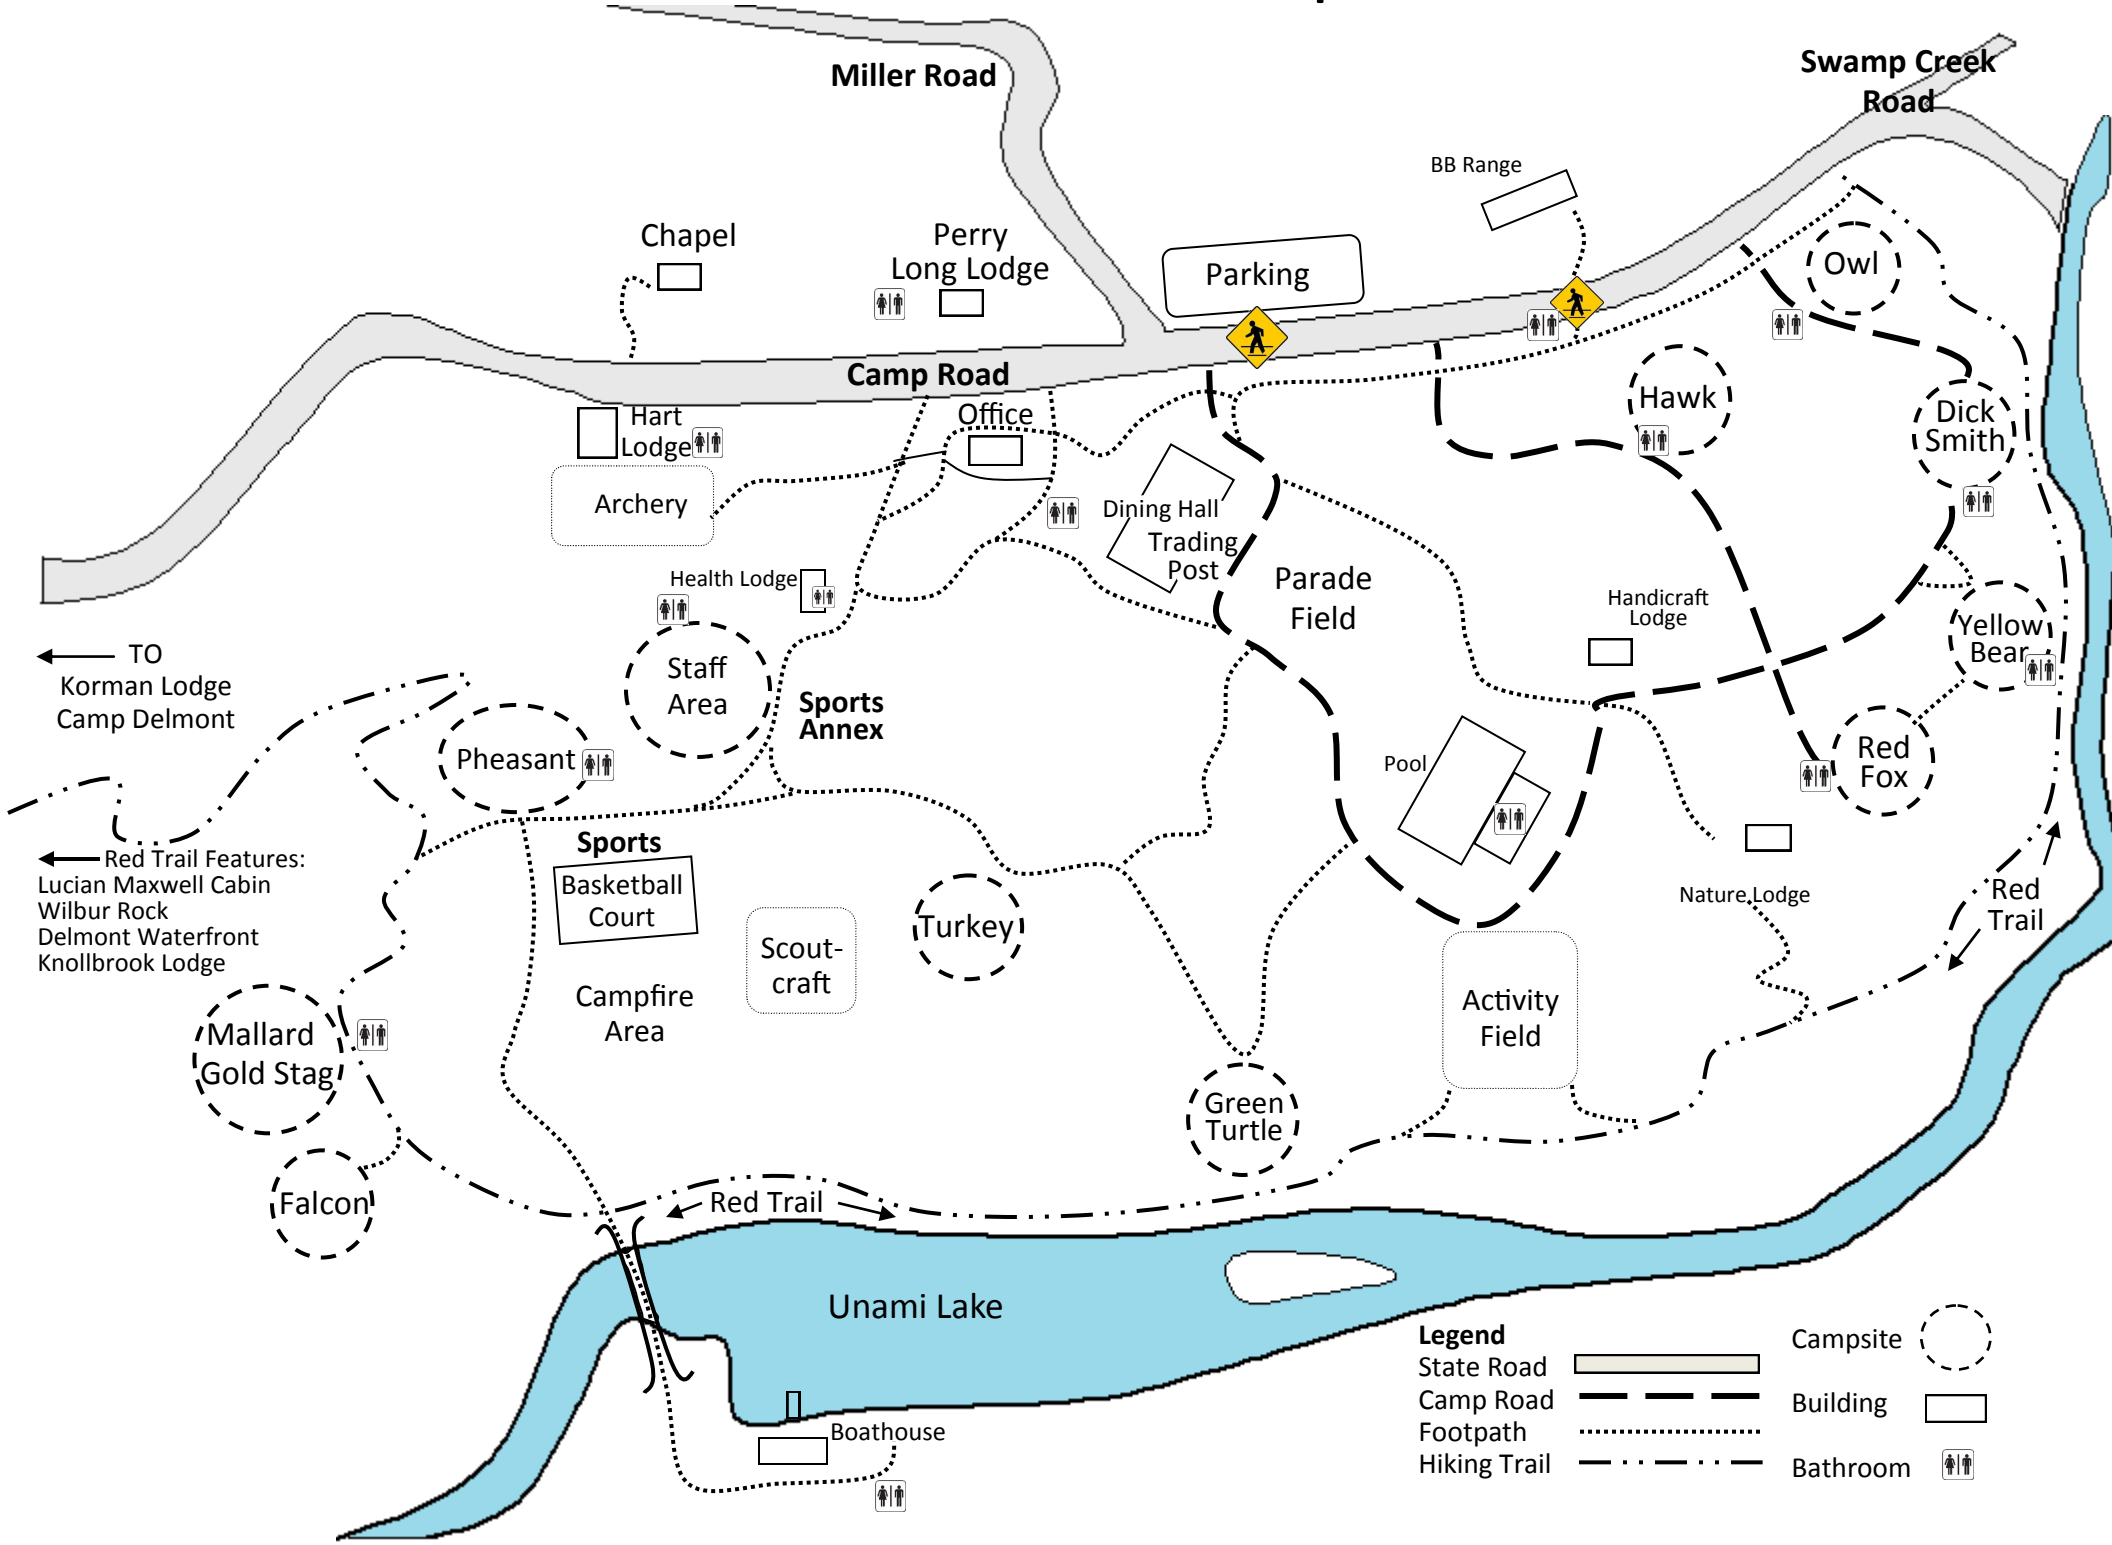 Miller Road
Swamp Creek
Road
BB Range
Chapel
Perry
Long Lodge
Parking
Owl
Camp Road
Hart
Lodge
Office
Hawk
Dick
Smith
Archery
Dining Hall
Trading
Post
Parade
Field
Health Lodge
Handicraft
Lodge
Yellow
Bear
TO
Korman Lodge
Camp Delmont
Staff
Area
Sports
Annex
Pheasant
Pool
Red
Fox
Sports
Basketball
Court
Red Trail Features:
Lucian Maxwell Cabin
Wilbur Rock
Delmont Waterfront
Knollbrook Lodge
Nature Lodge
Red
Trail
Turkey
Scout-
craft
Campfire
Area
Activity
Field
Mallard
Gold Stag
Green
Turtle
Falcon
Red Trail
Unami Lake
Boathouse
Legend
State Road
Camp Road
Footpath
Hiking Trail
Campsite
Building
Bathroom